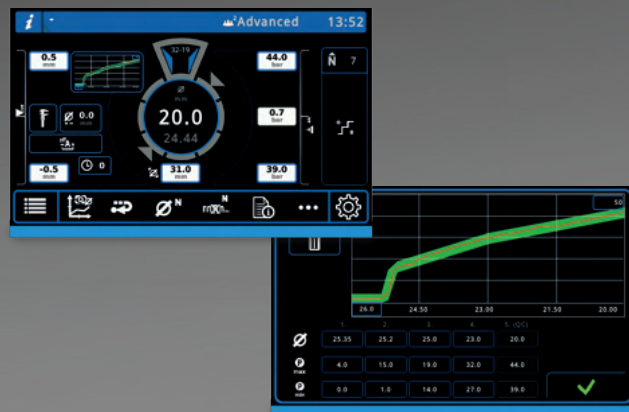 i
²Advanced 13:52
32-19
0.5
mm
44.0
bar
N 7
Ø
mm
20.0
24.44
Ø 0.0
mm
0.7
bar
-A+
0
-0.5
mm
31.0
mm
39.0
bar
Ø N
N
...
50
26.0 24.50 23.00 21.50 20.00
1. 2. 3. 4. 5. (QC)
Ø 25.35 25.2 25.0 23.0 20.0
P 4.0 15.0 19.0 32.0 44.0
P 0.0 1.0 14.0 27.0 39.0